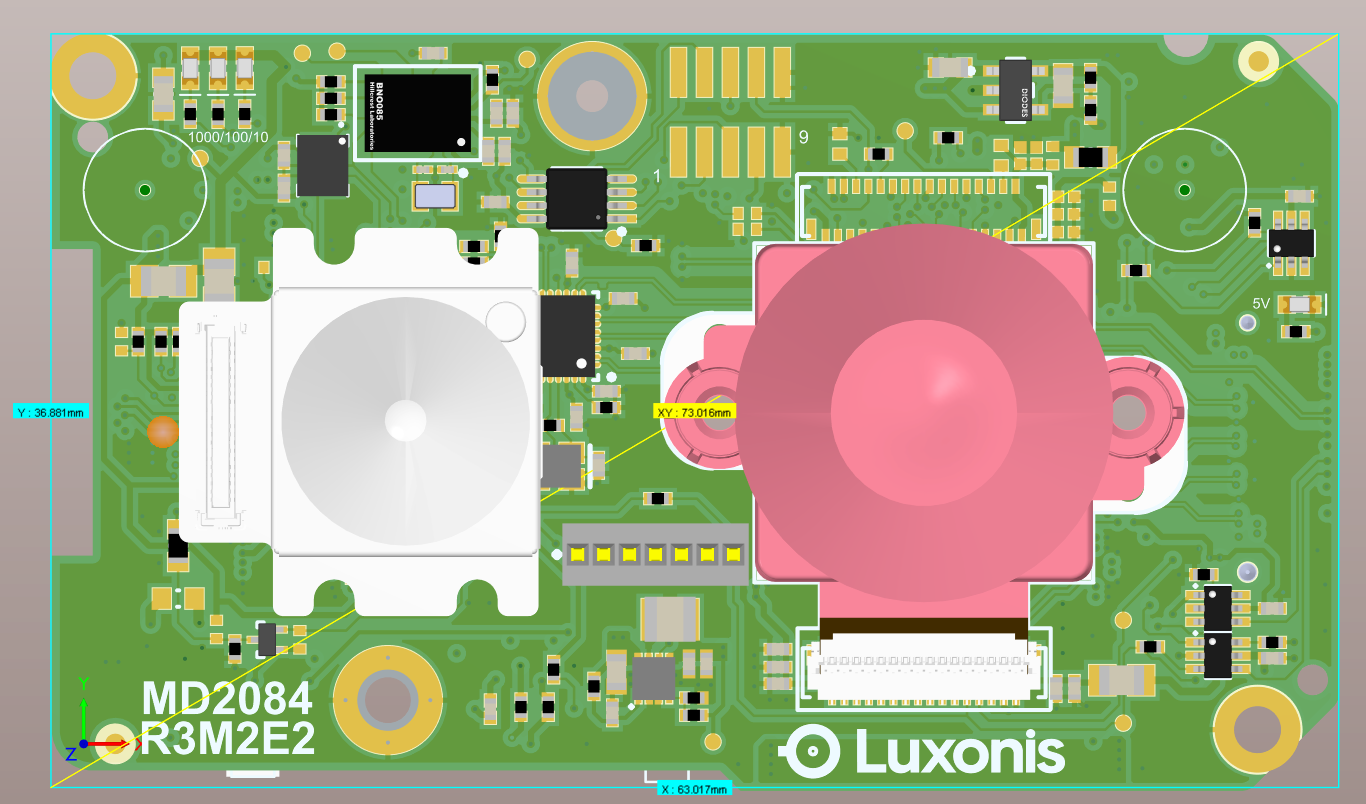 BNO085
Hillcrest Laboratories
DIODES
1000/100/10
9
1
5V
Y : 36.881mm
XY : 73.016mm
Y
Z
MD2084
R3M2E2
Luxonis
X : 63.017mm